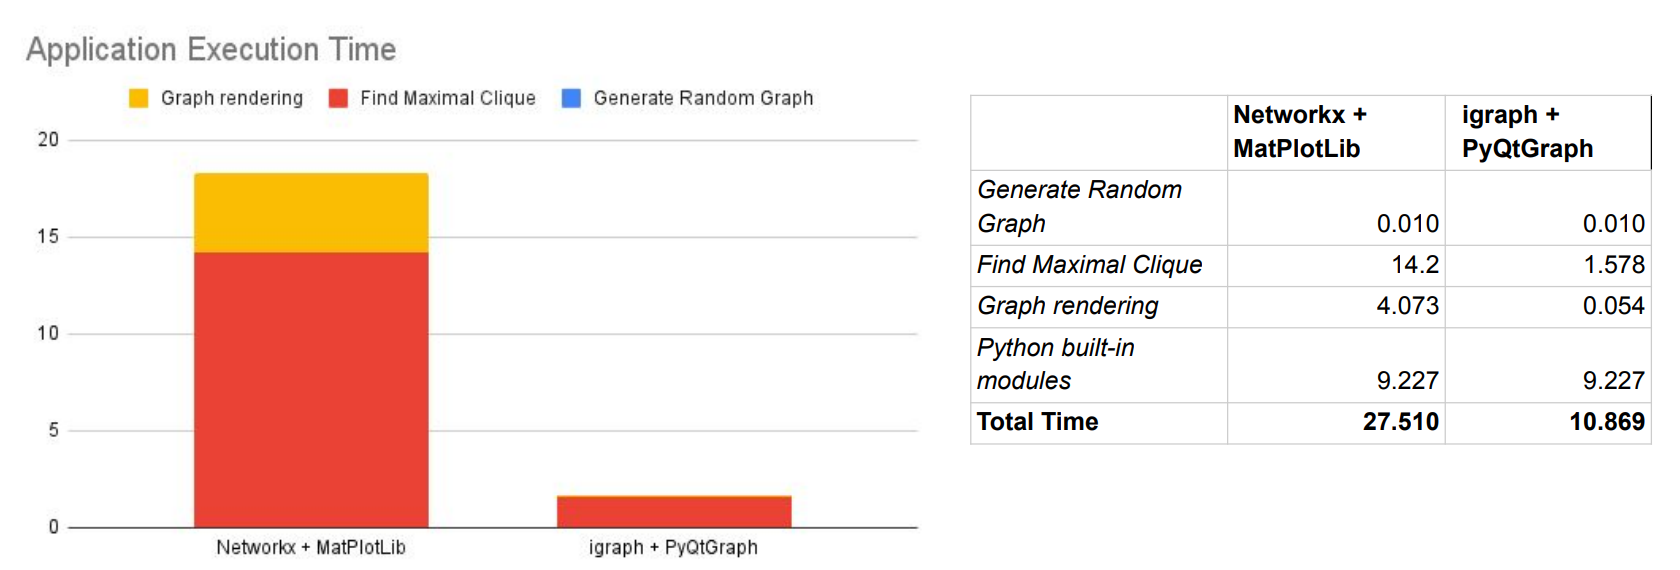 Application Execution Time
Graph rendering Find Maximal Clique Generate Random Graph
20
15
10
5
0
Networkx + MatPlotLib igraph + PyQtGraph
Networkx + igraph +
MatPlotLib PyQtGraph
Generate Random
Graph 0.010 0.010
Find Maximal Clique 14.2 1.578
Graph rendering 4.073 0.054
Python built-in
modules 9.227 9.227
Total Time 27.510 10.869